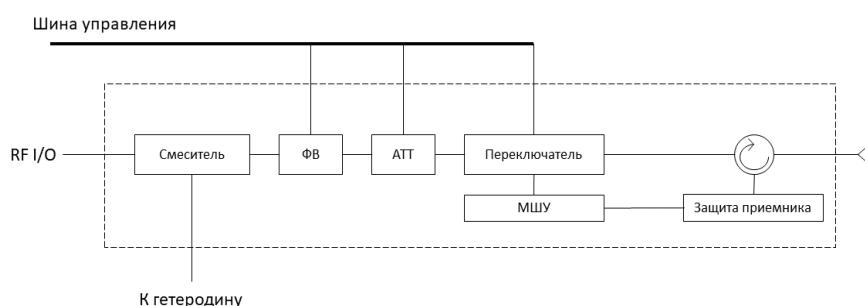 Шина управления
RF I/O
Смеситель
ФВ
АТТ
Переключатель
МШУ
Защита приемника
К гетеродину